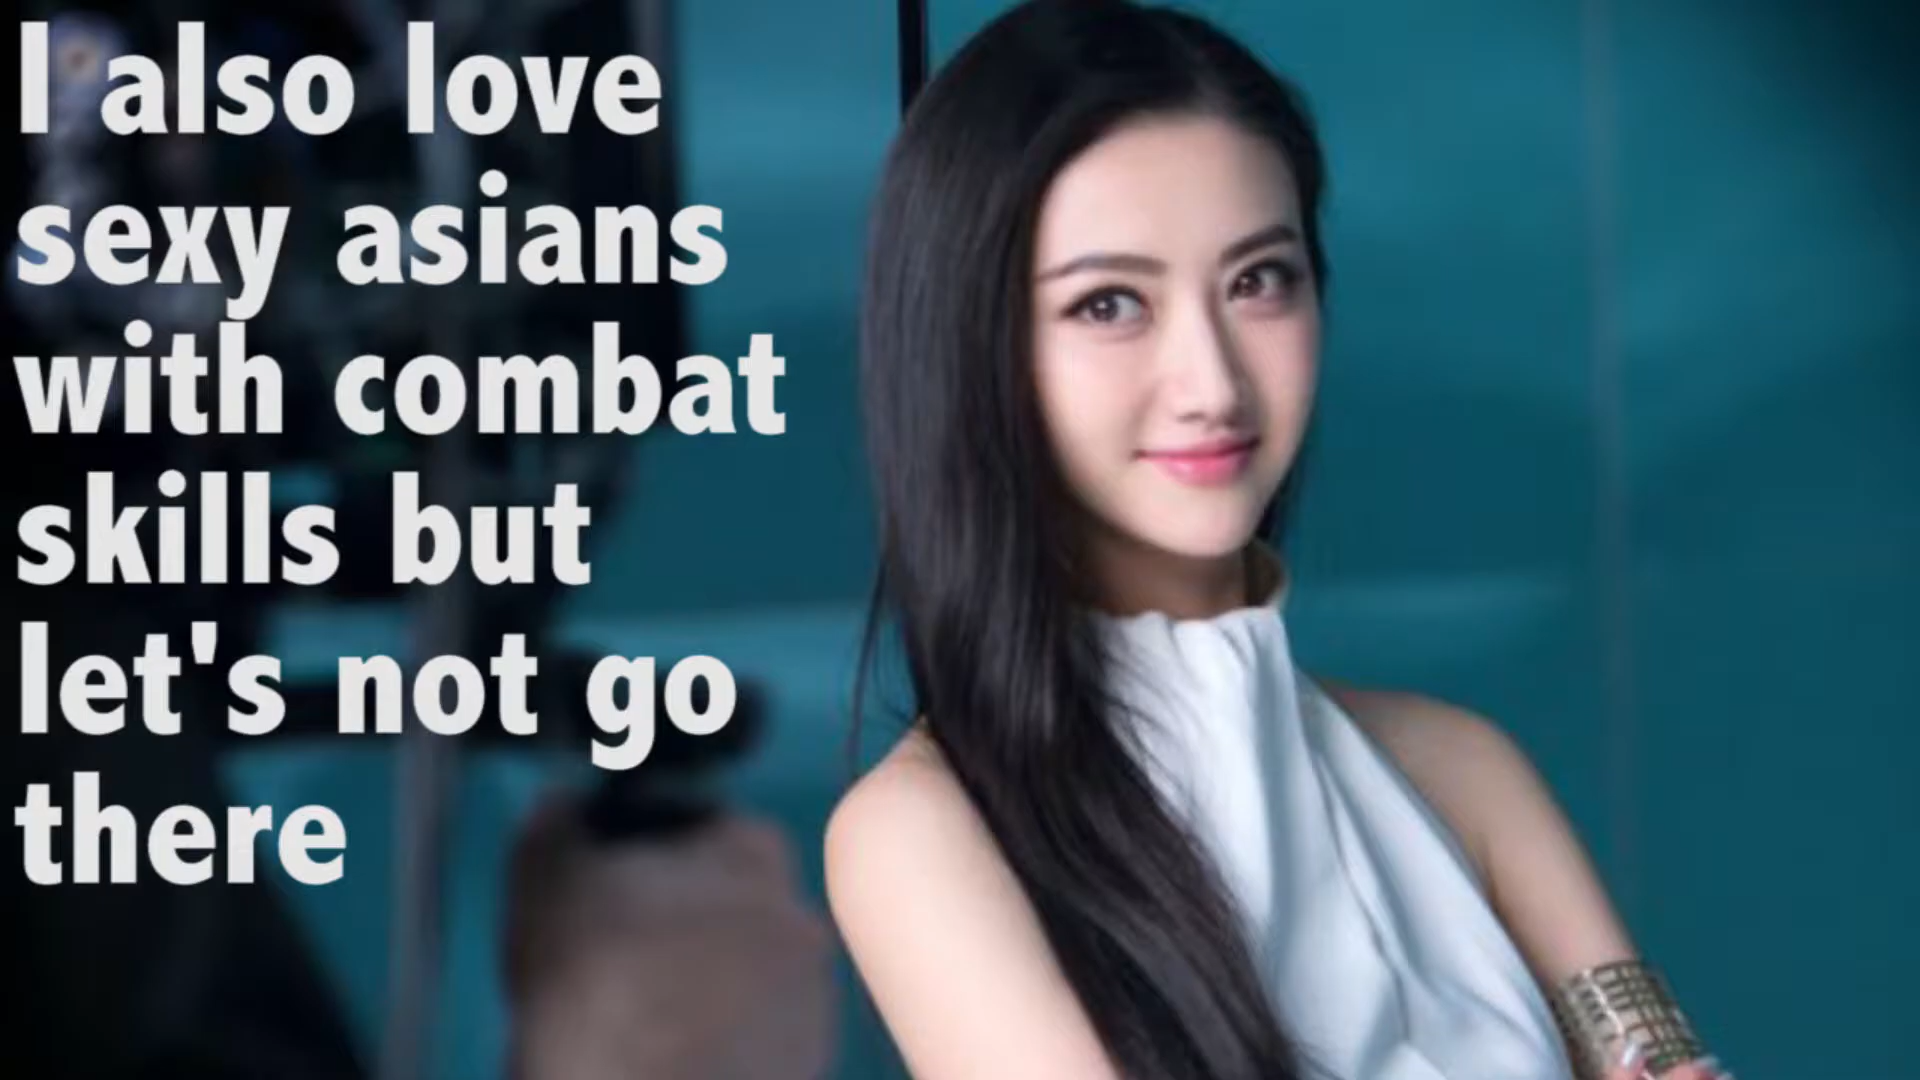 I also love
sexy asians
with combat
skills but
let's not go
there